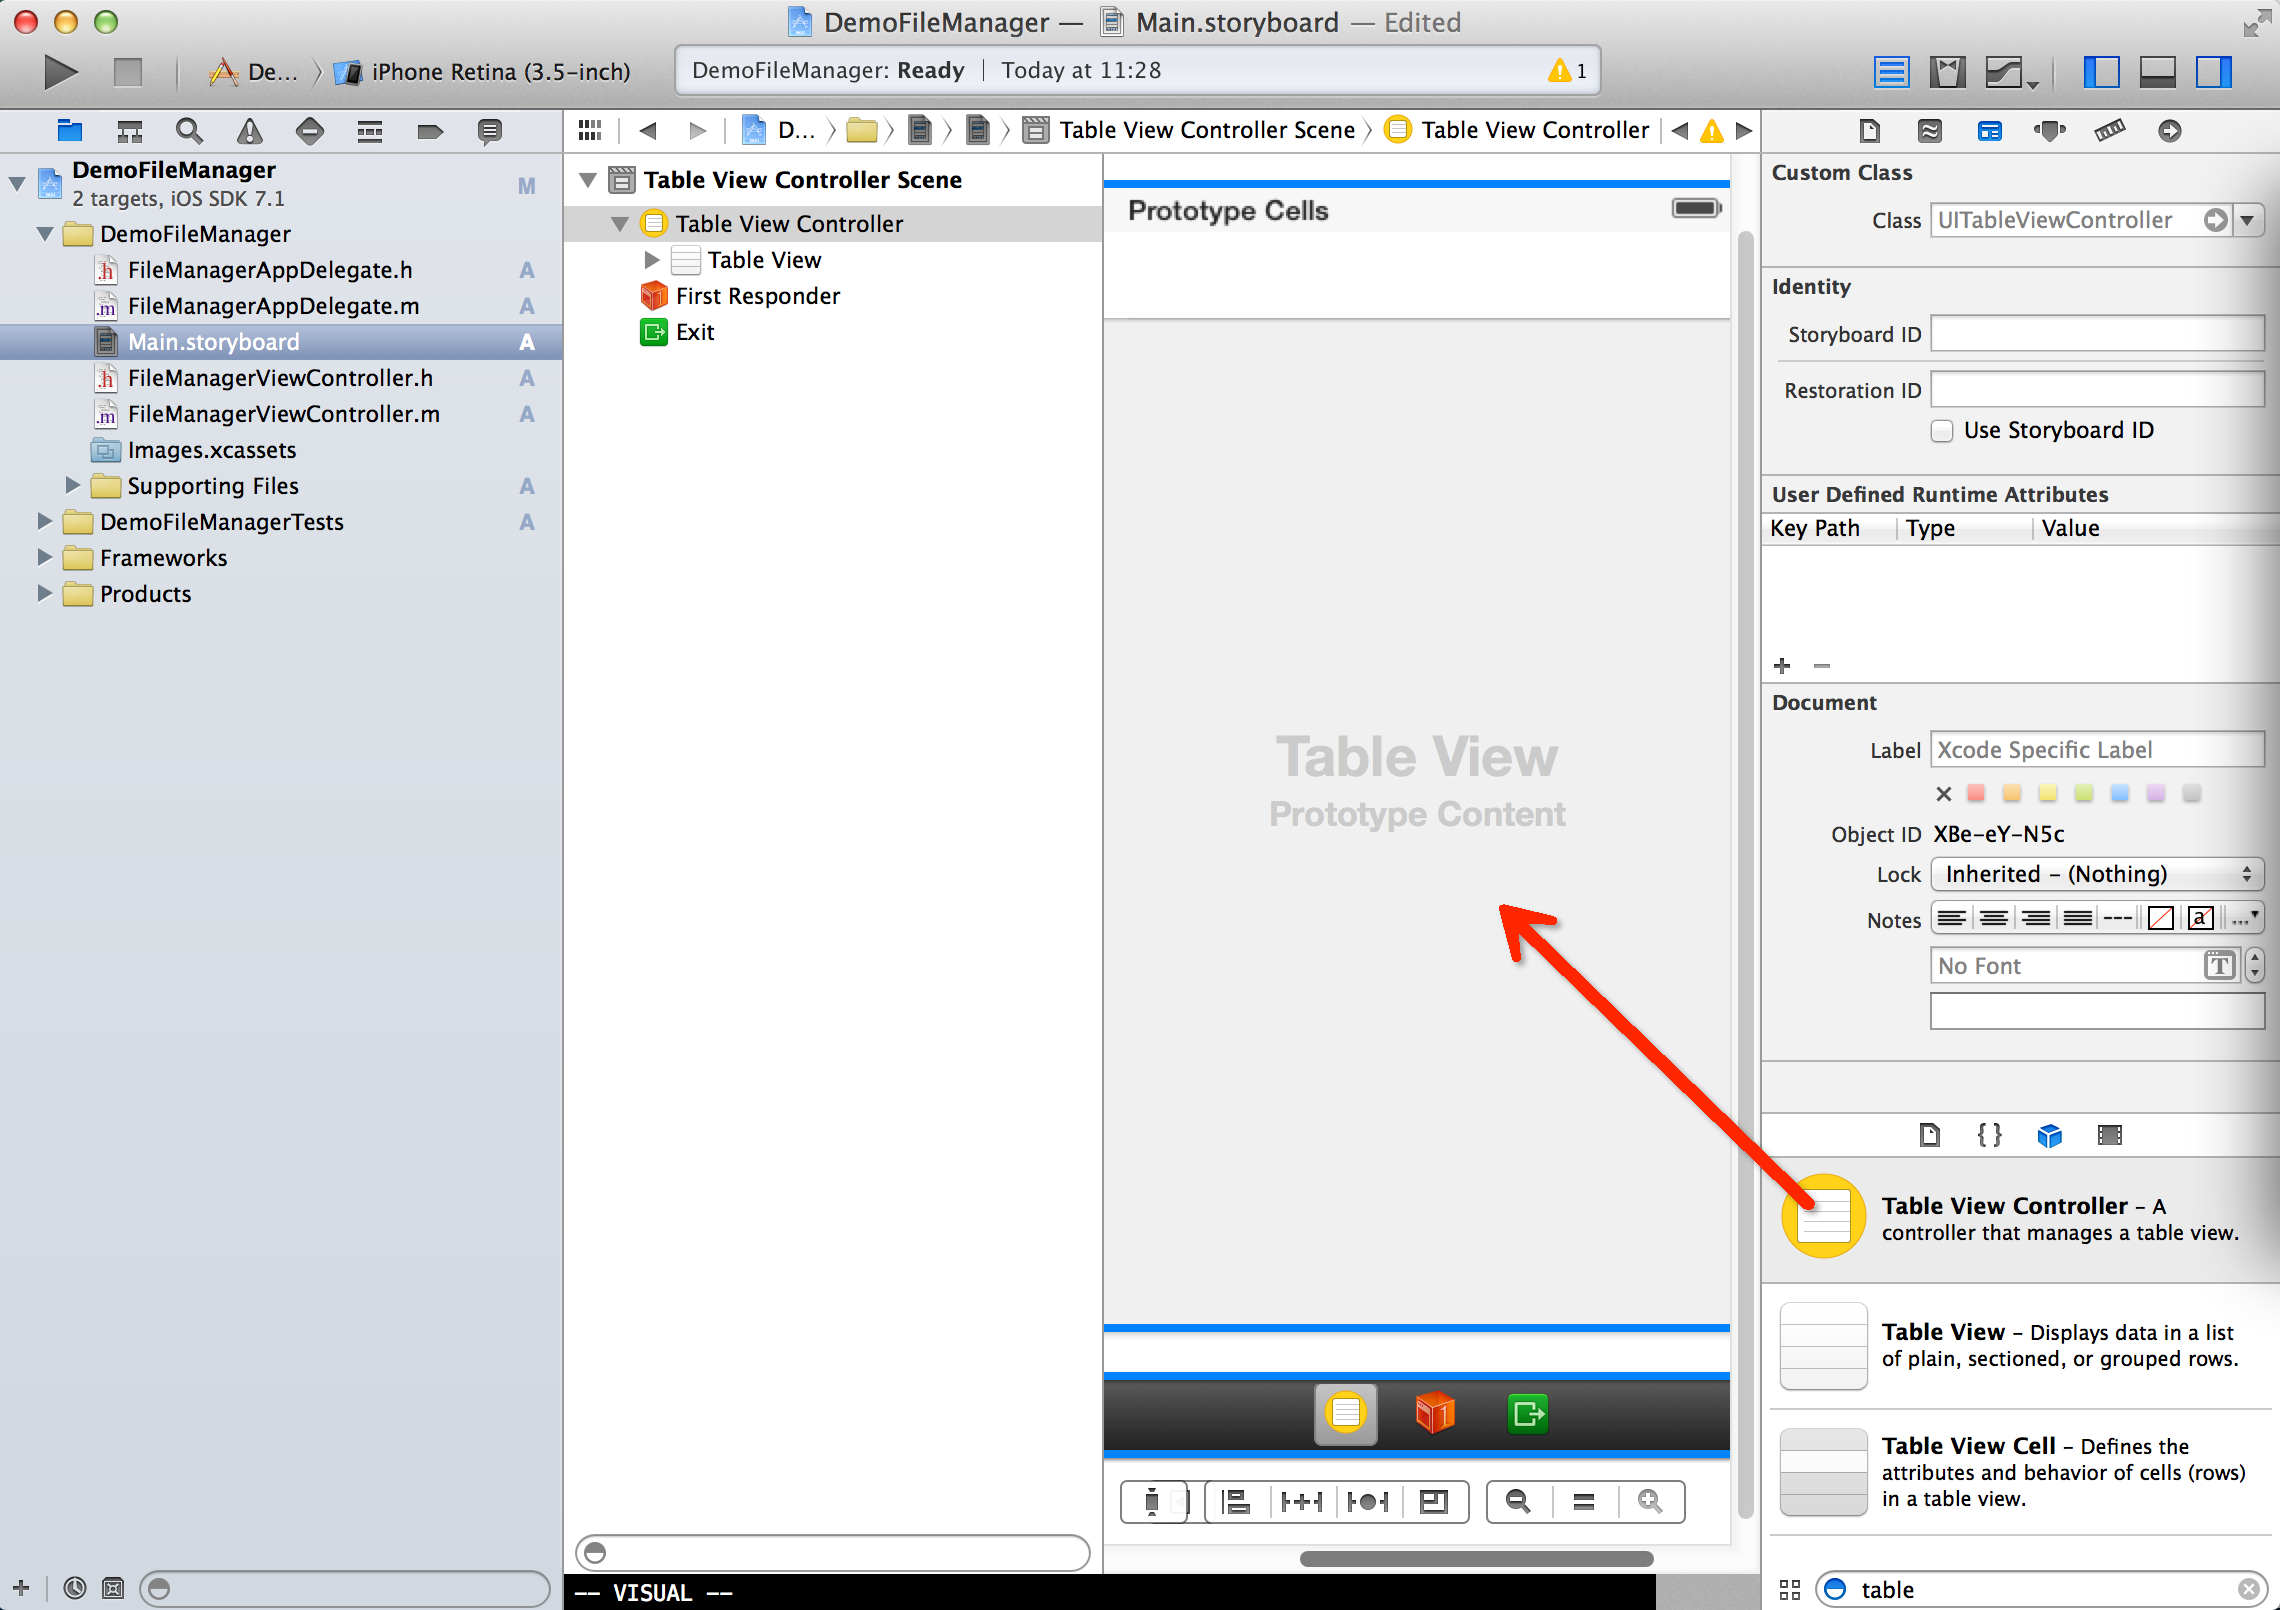 DemoFileManager — Main.storyboard — Edited
De... iPhone Retina (3.5-inch)
DemoFileManager: Ready | Today at 11:28
1
D... Table View Controller Scene Table View Controller
DemoFileManager
2 targets, iOS SDK 7.1
M
DemoFileManager
FileManagerAppDelegate.h A
FileManagerAppDelegate.m A
Main.storyboard A
FileManagerViewController.h A
FileManagerViewController.m A
Images.xcassets
Supporting Files A
DemoFileManagerTests A
Frameworks
Products
Table View Controller Scene
Table View Controller
Table View
First Responder
Exit
Prototype Cells
Table View
Prototype Content
-- VISUAL --
Custom Class
Class UITableViewController
Identity
Storyboard ID
Restoration ID
Use Storyboard ID
User Defined Runtime Attributes
Key Path Type Value
Document
Label Xcode Specific Label
Object ID XBe-eY-N5c
Lock Inherited - (Nothing)
Notes
No Font
Table View Controller - A
controller that manages a table view.
Table View - Displays data in a list
of plain, sectioned, or grouped rows.
Table View Cell - Defines the
attributes and behavior of cells (rows)
in a table view.
table